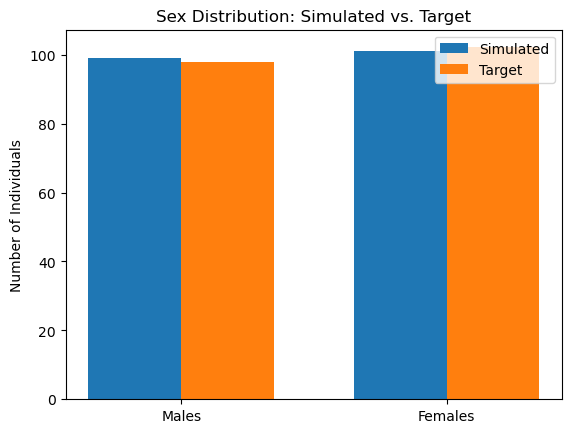 Sex Distribution: Simulated vs. Target
Simulated
Target
Number of Individuals
100
80
60
40
20
0
Males
Females